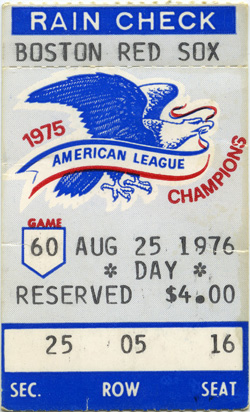 RAIN CHECK
BOSTON RED SOX
1975
AMERICAN LEAGUE
CHAMPIONS
GAME
60 AUG 25 1976
* DAY *
RESERVED $4.00
25 05 16
SEC. ROW SEAT